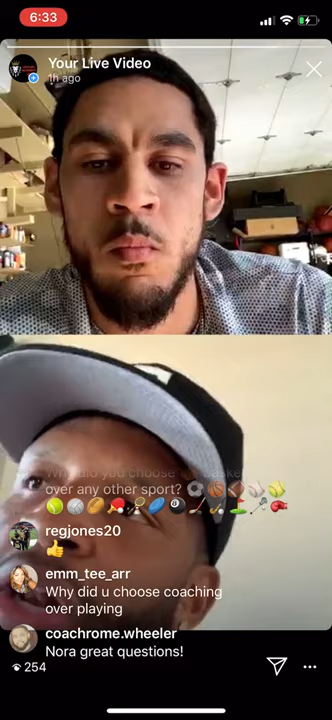 6:33
Your Live Video
1h ago
Why did you choose 🏀 baske
over any other sport? ⚽🏀🏈⚾🥎
🎾🏐🏉🏓🏸🥏🎱🏒🏑⛳🥍🥊
regjones20
👍
emm_tee_arr
Why did u choose coaching
over playing
coachrome.wheeler
Nora great questions!
254